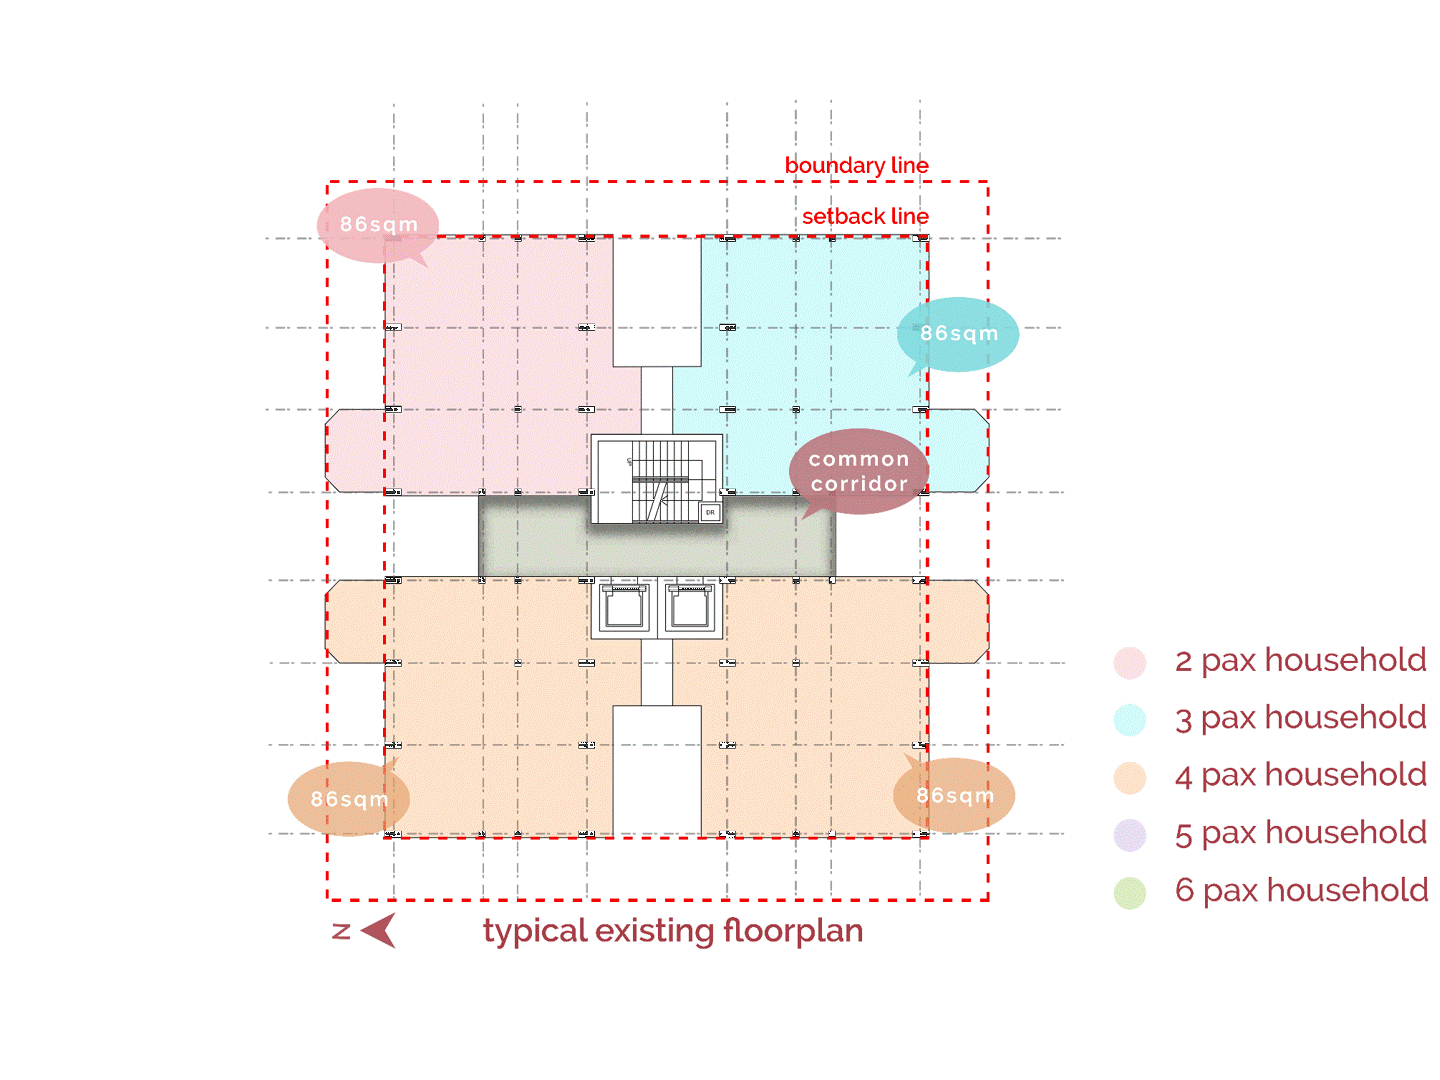 boundary line
setback line
86sqm
86sqm
common
corridor
DR
86sqm
86sqm
2 pax household
3 pax household
4 pax household
5 pax household
6 pax household
N
typical existing floorplan